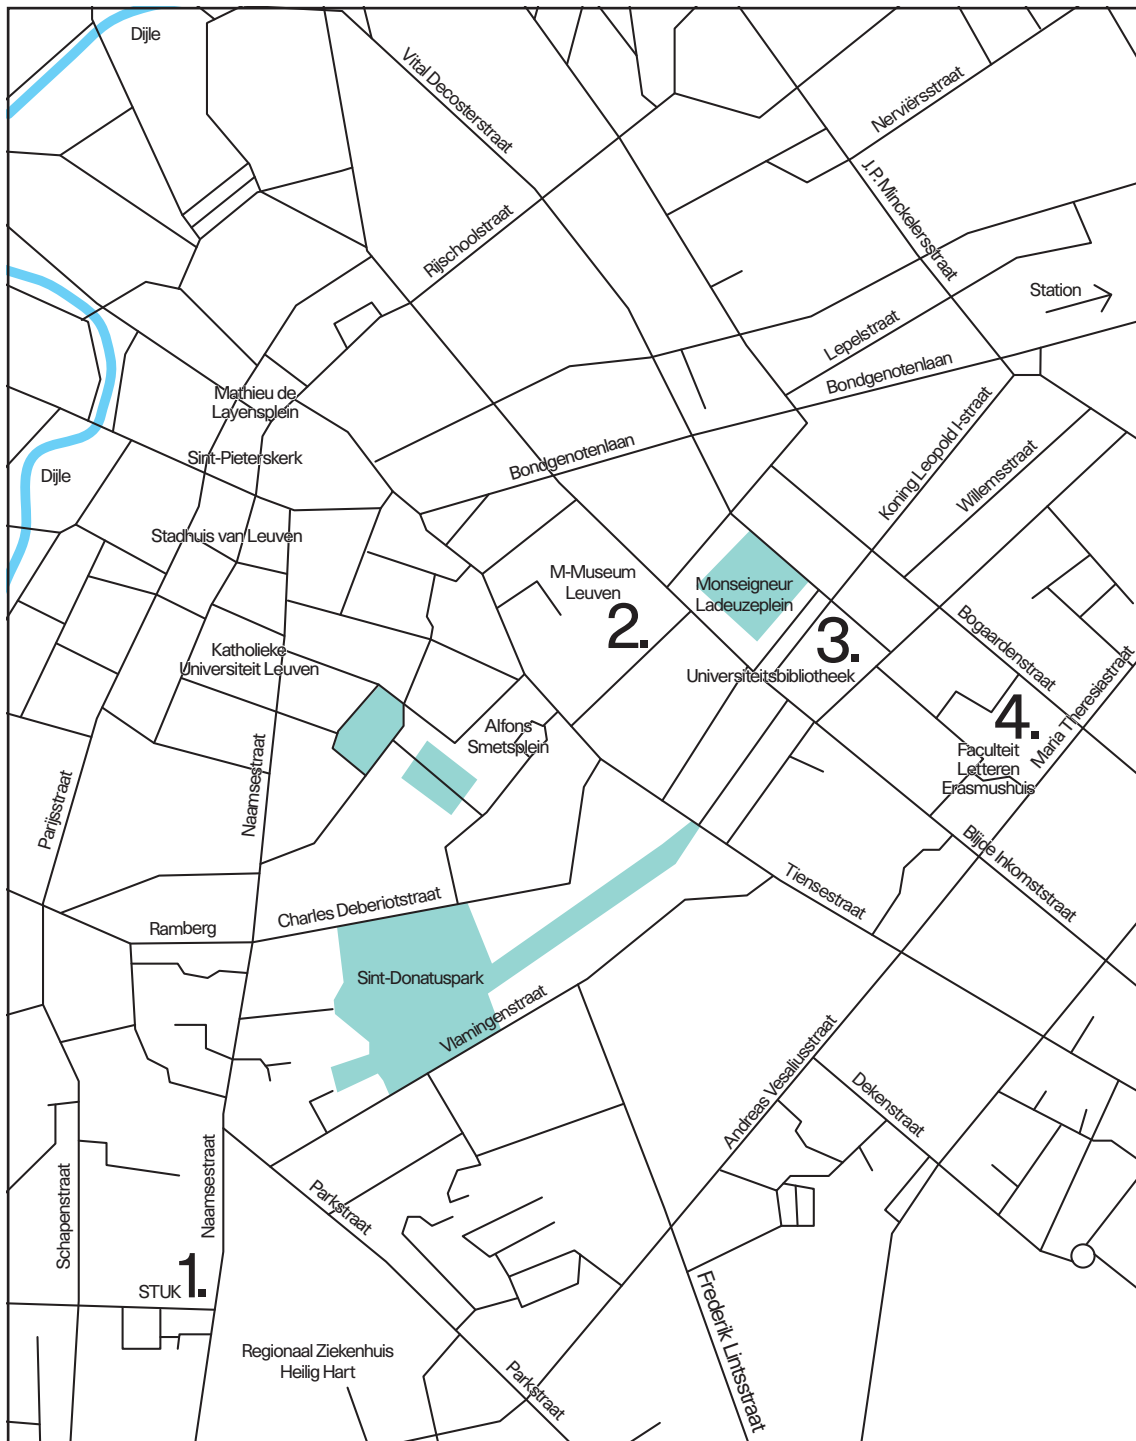 Dijle
Vital Decosterstraat
Nerviërsstraat
J.P. Minckelersstraat
Rijschoolstraat
Station
Lepelstraat
Bondgenotenlaan
Mathieu de
Layensplein
Sint-Pieterskerk
Bondgenotenlaan
Koning Leopold I-straat
Willemsstraat
Dijle
Stadhuis van Leuven
M-Museum
Leuven
2.
Monseigneur
Ladeuzeplein
3.
Universiteitsbibliotheek
Bogaardenstraat
Katholieke
Universiteit Leuven
Maria Theresiastraat
4.
Faculteit
Letteren
Erasmushuis
Alfons
Smetsplein
Naamsestraat
Parijsstraat
Blijde Inkomststraat
Tiensestraat
Charles Deberiotstraat
Ramberg
Sint-Donatuspark
Vlamingenstraat
Andreas Vesaliusstraat
Dekenstraat
Schapenstraat
Naamsestraat
Parkstraat
STUK
1.
Frederik Lintsstraat
Regionaal Ziekenhuis
Heilig Hart
Parkstraat